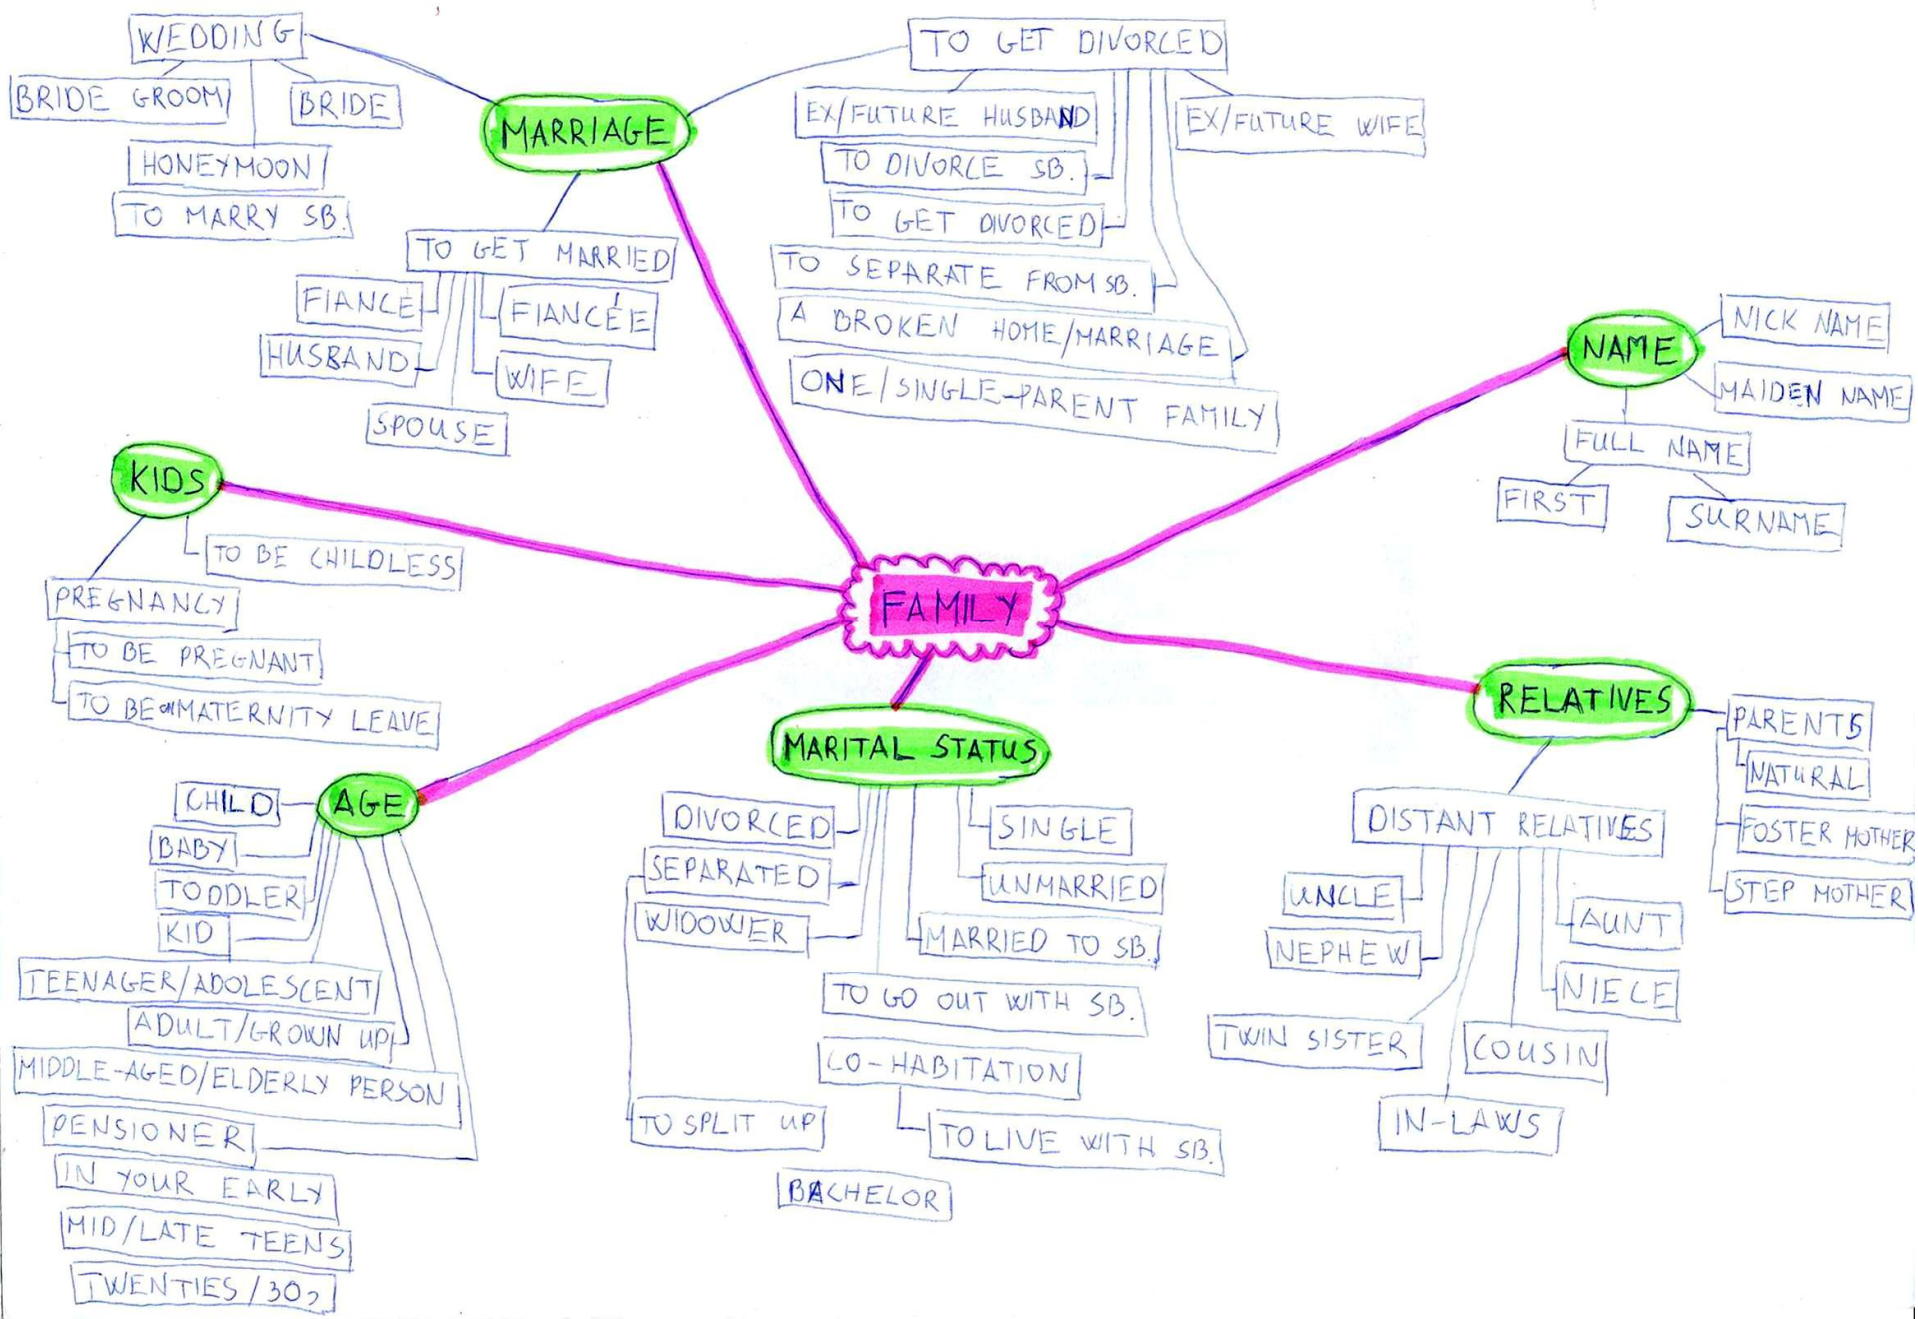 WEDDING
BRIDE GROOM
BRIDE
HONEYMOON
TO MARRY SB.
MARRIAGE
TO GET MARRIED
FIANCÉ
FIANCÉE
HUSBAND
WIFE
SPOUSE
TO GET DIVORCED
EX/FUTURE HUSBAND
EX/FUTURE WIFE
TO DIVORCE SB.
TO GET DIVORCED
TO SEPARATE FROM SB.
A BROKEN HOME/MARRIAGE
ONE/SINGLE-PARENT FAMILY
NAME
NICK NAME
MAIDEN NAME
FULL NAME
FIRST
SURNAME
KIDS
TO BE CHILDLESS
PREGNANCY
TO BE PREGNANT
TO BE ON MATERNITY LEAVE
FAMILY
AGE
CHILD
BABY
TODDLER
KID
TEENAGER/ADOLESCENT
ADULT/GROWN UP
MIDDLE-AGED/ELDERLY PERSON
PENSIONER
IN YOUR EARLY
MID/LATE TEENS
TWENTIES/30s
MARITAL STATUS
DIVORCED
SINGLE
SEPARATED
UNMARRIED
WIDOWER
MARRIED TO SB.
TO GO OUT WITH SB.
CO-HABITATION
TO SPLIT UP
TO LIVE WITH SB.
BACHELOR
RELATIVES
PARENTS
NATURAL
FOSTER MOTHER
STEP MOTHER
DISTANT RELATIVES
UNCLE
AUNT
NEPHEW
NIECE
TWIN SISTER
COUSIN
IN-LAWS